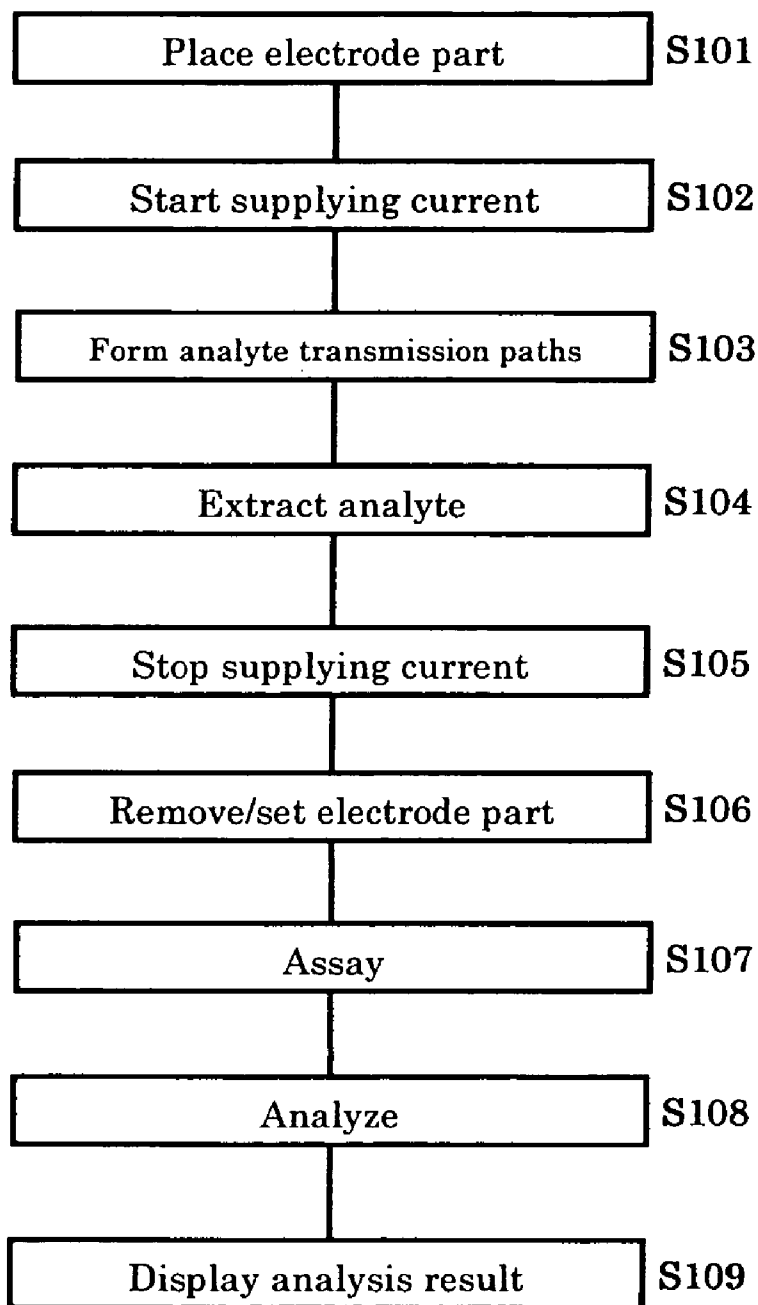 Place electrode part S101
Start supplying current S102
Form analyte transmission paths S103
Extract analyte S104
Stop supplying current S105
Remove/set electrode part S106
Assay S107
Analyze S108
Display analysis result S109